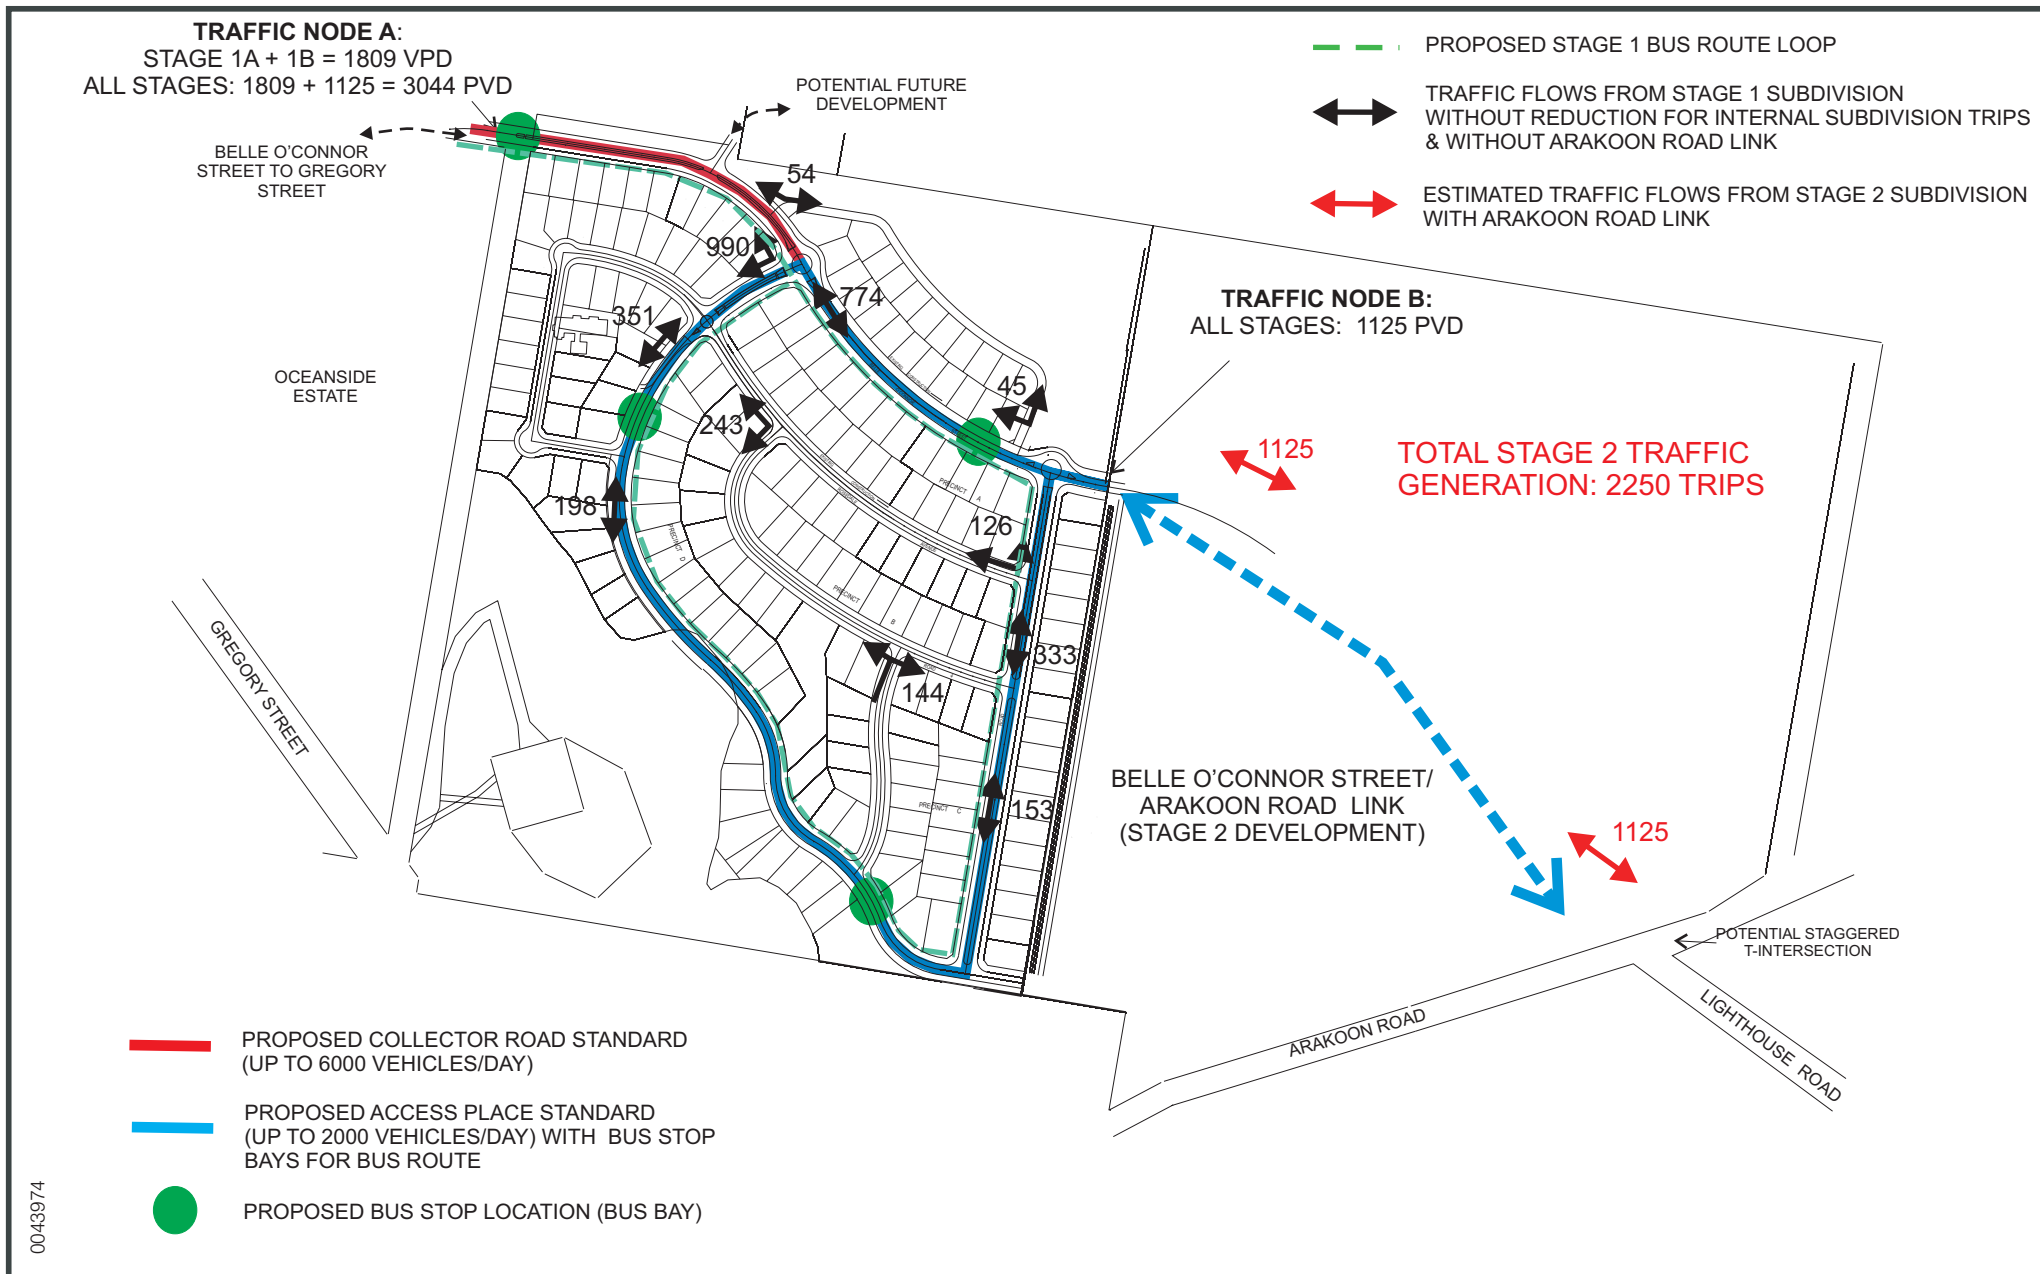 TRAFFIC NODE A:
STAGE 1A + 1B = 1809 VPD
ALL STAGES: 1809 + 1125 = 3044 PVD
POTENTIAL FUTURE
DEVELOPMENT
BELLE O'CONNOR
STREET TO GREGORY
STREET
PROPOSED STAGE 1 BUS ROUTE LOOP
TRAFFIC FLOWS FROM STAGE 1 SUBDIVISION
WITHOUT REDUCTION FOR INTERNAL SUBDIVISION TRIPS
& WITHOUT ARAKOON ROAD LINK
ESTIMATED TRAFFIC FLOWS FROM STAGE 2 SUBDIVISION
WITH ARAKOON ROAD LINK
54
990
774
351
TRAFFIC NODE B:
ALL STAGES: 1125 PVD
OCEANSIDE
ESTATE
45
243
1125
TOTAL STAGE 2 TRAFFIC
GENERATION: 2250 TRIPS
PRECINCT A
198
126
PRECINCT D
PRECINCT B
333
144
GREGORY STREET
153
PRECINCT C
BELLE O'CONNOR STREET/
ARAKOON ROAD LINK
(STAGE 2 DEVELOPMENT)
1125
POTENTIAL STAGGERED
T-INTERSECTION
ARAKOON ROAD
LIGHTHOUSE ROAD
PROPOSED COLLECTOR ROAD STANDARD
(UP TO 6000 VEHICLES/DAY)
PROPOSED ACCESS PLACE STANDARD
(UP TO 2000 VEHICLES/DAY) WITH BUS STOP
BAYS FOR BUS ROUTE
PROPOSED BUS STOP LOCATION (BUS BAY)
0043974